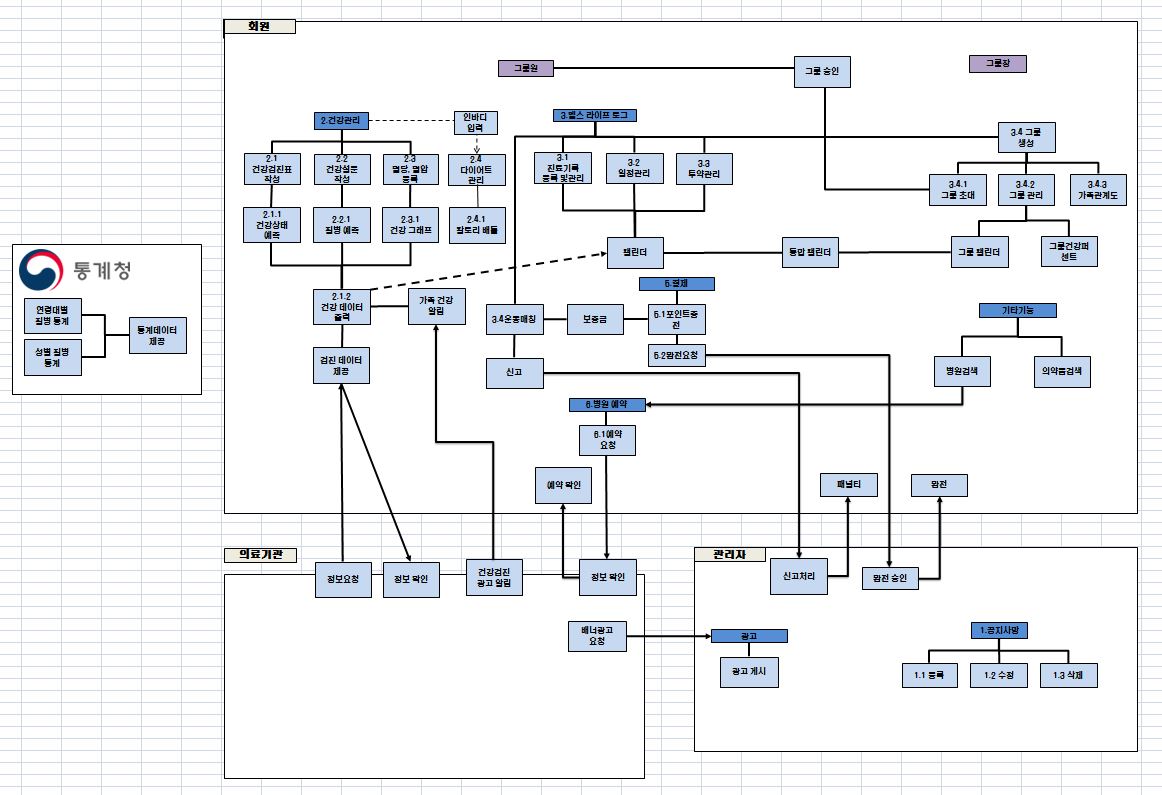 회원
그룹원
그룹 승인
그룹장
2.건강관리
인바디
입력
3.헬스 라이프 로그
3.4 그룹
생성
2.1
건강검진표
작성
2.2
건강설문
작성
2.3
혈당, 혈압
등록
2.4
다이어트
관리
3.1
진료기록
등록 및관리
3.2
일정관리
3.3
투약관리
3.4.1
그룹 초대
3.4.2
그룹 관리
3.4.3
가족관계도
2.1.1
건강상태
예측
2.2.1
질병 예측
2.3.1
건강 그래프
2.4.1
칼토리 배틀
캘린더
통합 캘린더
그룹 캘린더
그룹건강퍼
센트
통계청
연령대별
질병 통계
성별 질병
통계
통계데이터
제공
2.1.2
건강 데이터
출력
가족 건강
알림
5.결제
3.4운동매칭
보증금
5.1포인트충
전
5.2환전요청
기타기능
검진 데이터
제공
신고
병원검색
의약품검색
6.병원 예약
6.1예약
요청
예약 확인
패널티
환전
의료기관
정보요청
정보 확인
건강검진
광고 알림
정보 확인
배너광고
요청
관리자
신고처리
환전 승인
광고
광고 게시
1.공지사항
1.1 등록
1.2 수정
1.3 삭제